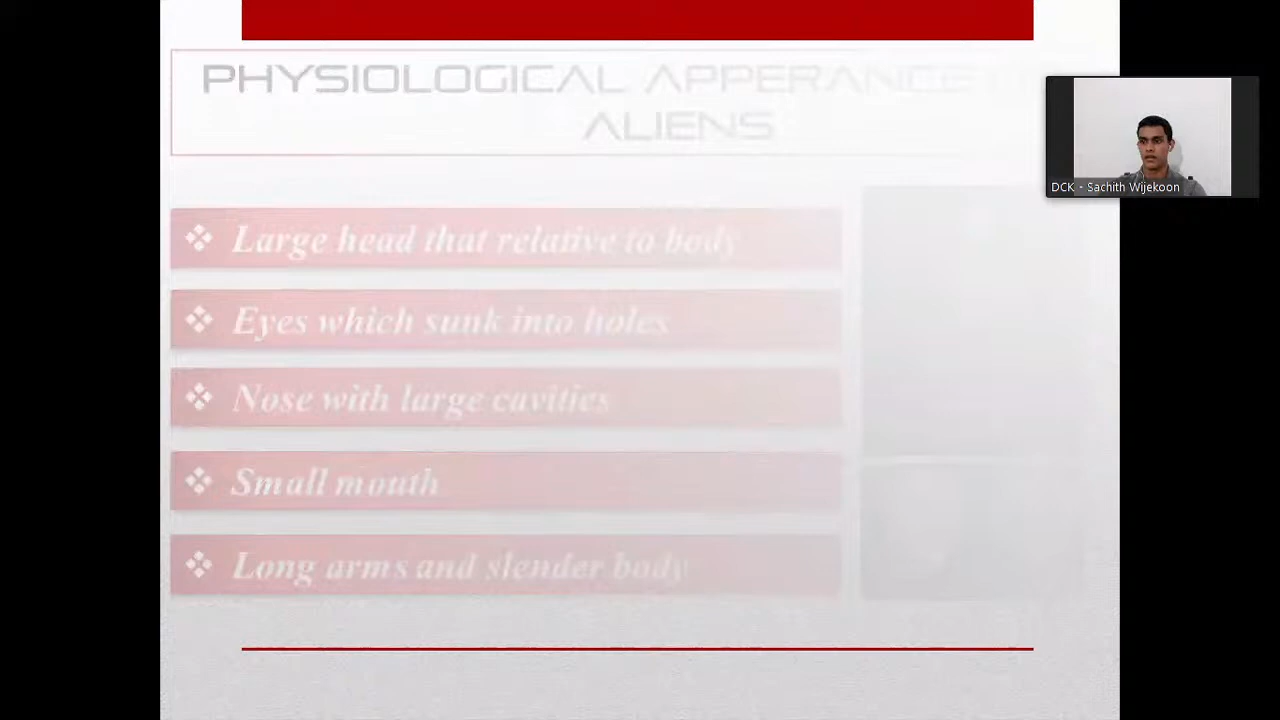 PHYSIOLOGICAL APPERANCE
ALIENS
Large head that relative to body
Eyes which sunk into holes
Nose with large cavities
Small mouth
Long arms and slender body
DCK - Sachith Wijekoon